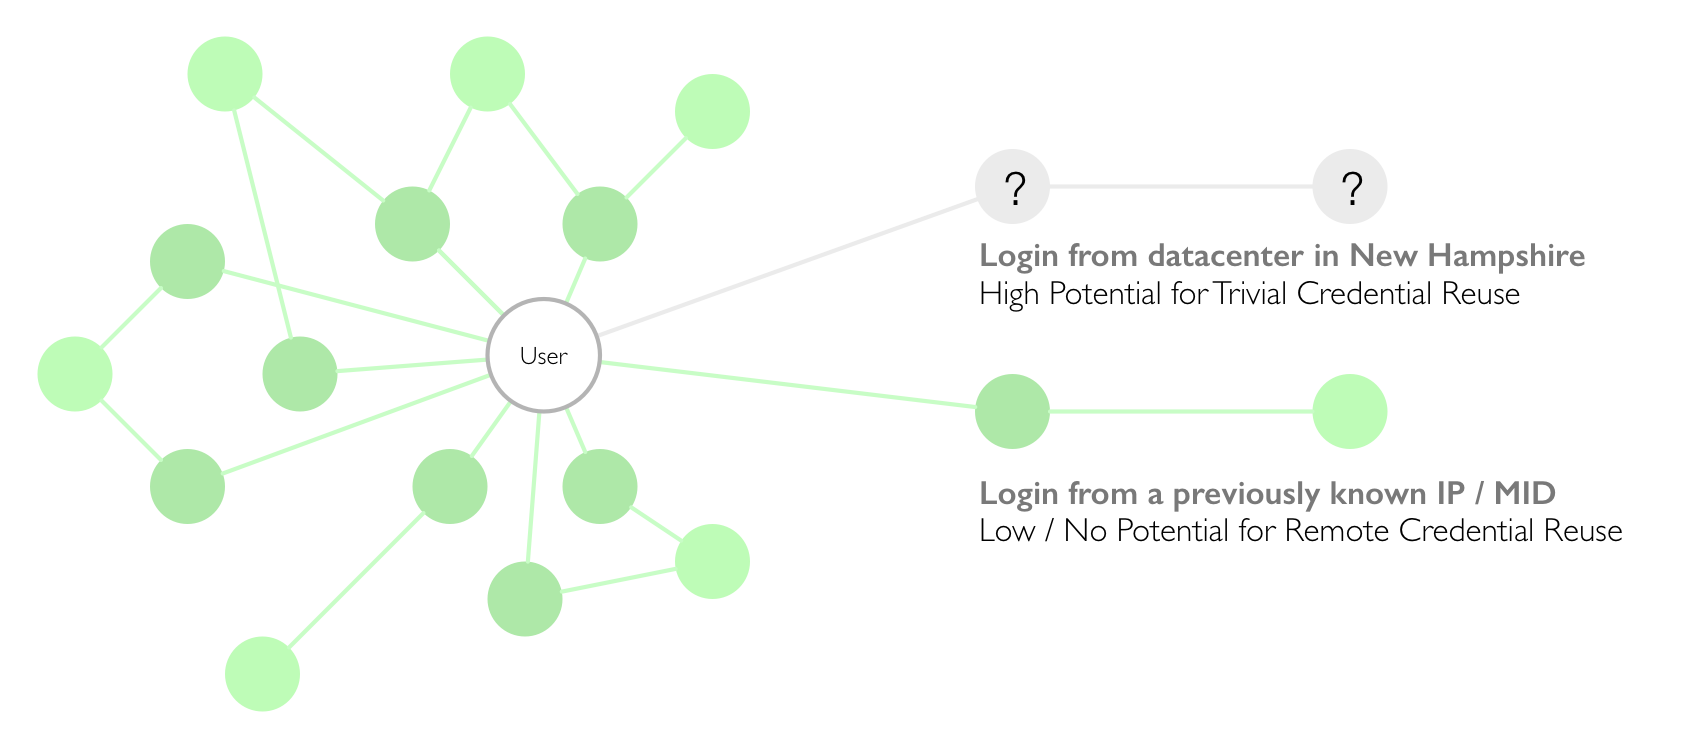 ?
?
Login from datacenter in New Hampshire
High Potential for Trivial Credential Reuse
User
Login from a previously known IP / MID
Low / No Potential for Remote Credential Reuse